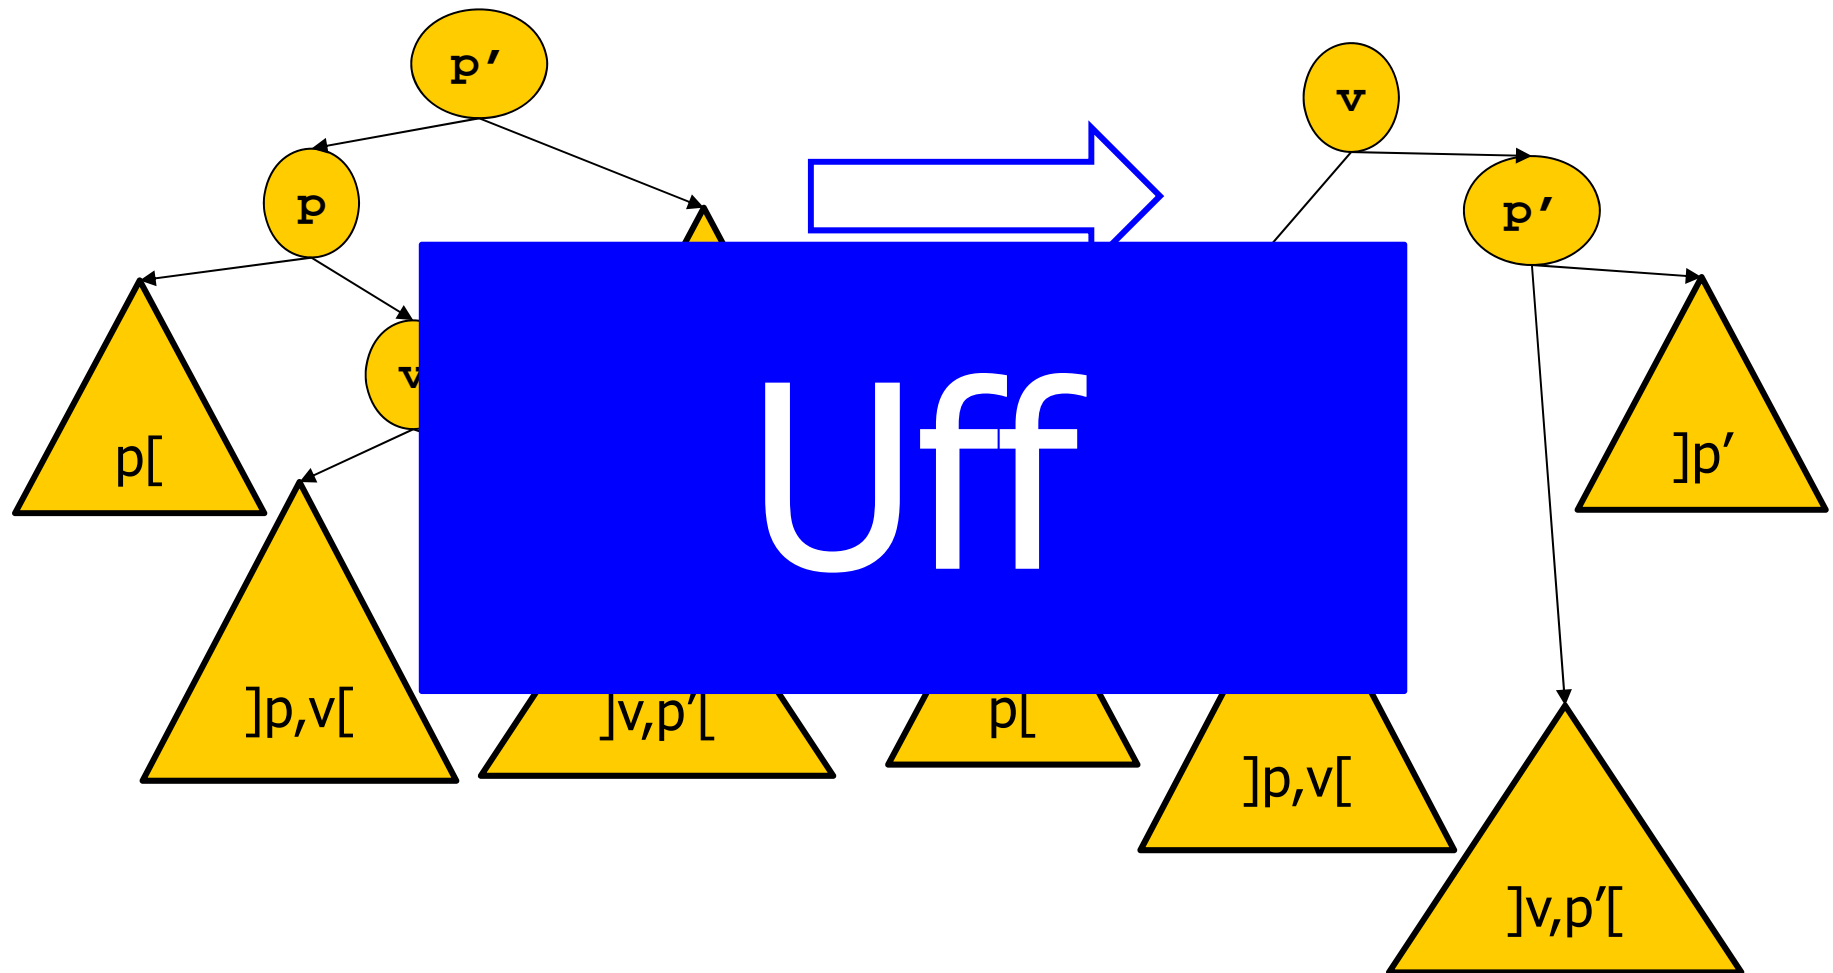 p'
v
p
p'
v
Uff
p[
]p'
]p,v[
]v,p'[
p[
]p,v[
]v,p'[